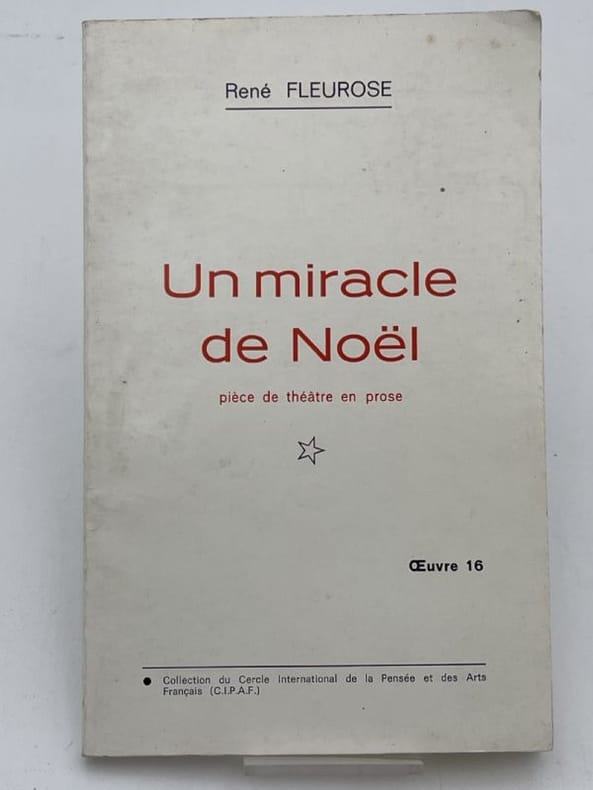 René FLEUROSE
Un miracle
de Noël
pièce de théâtre en prose
Œuvre 16
● Collection du Cercle International de la Pensée et des Arts
Français (C.I.P.A.F.)